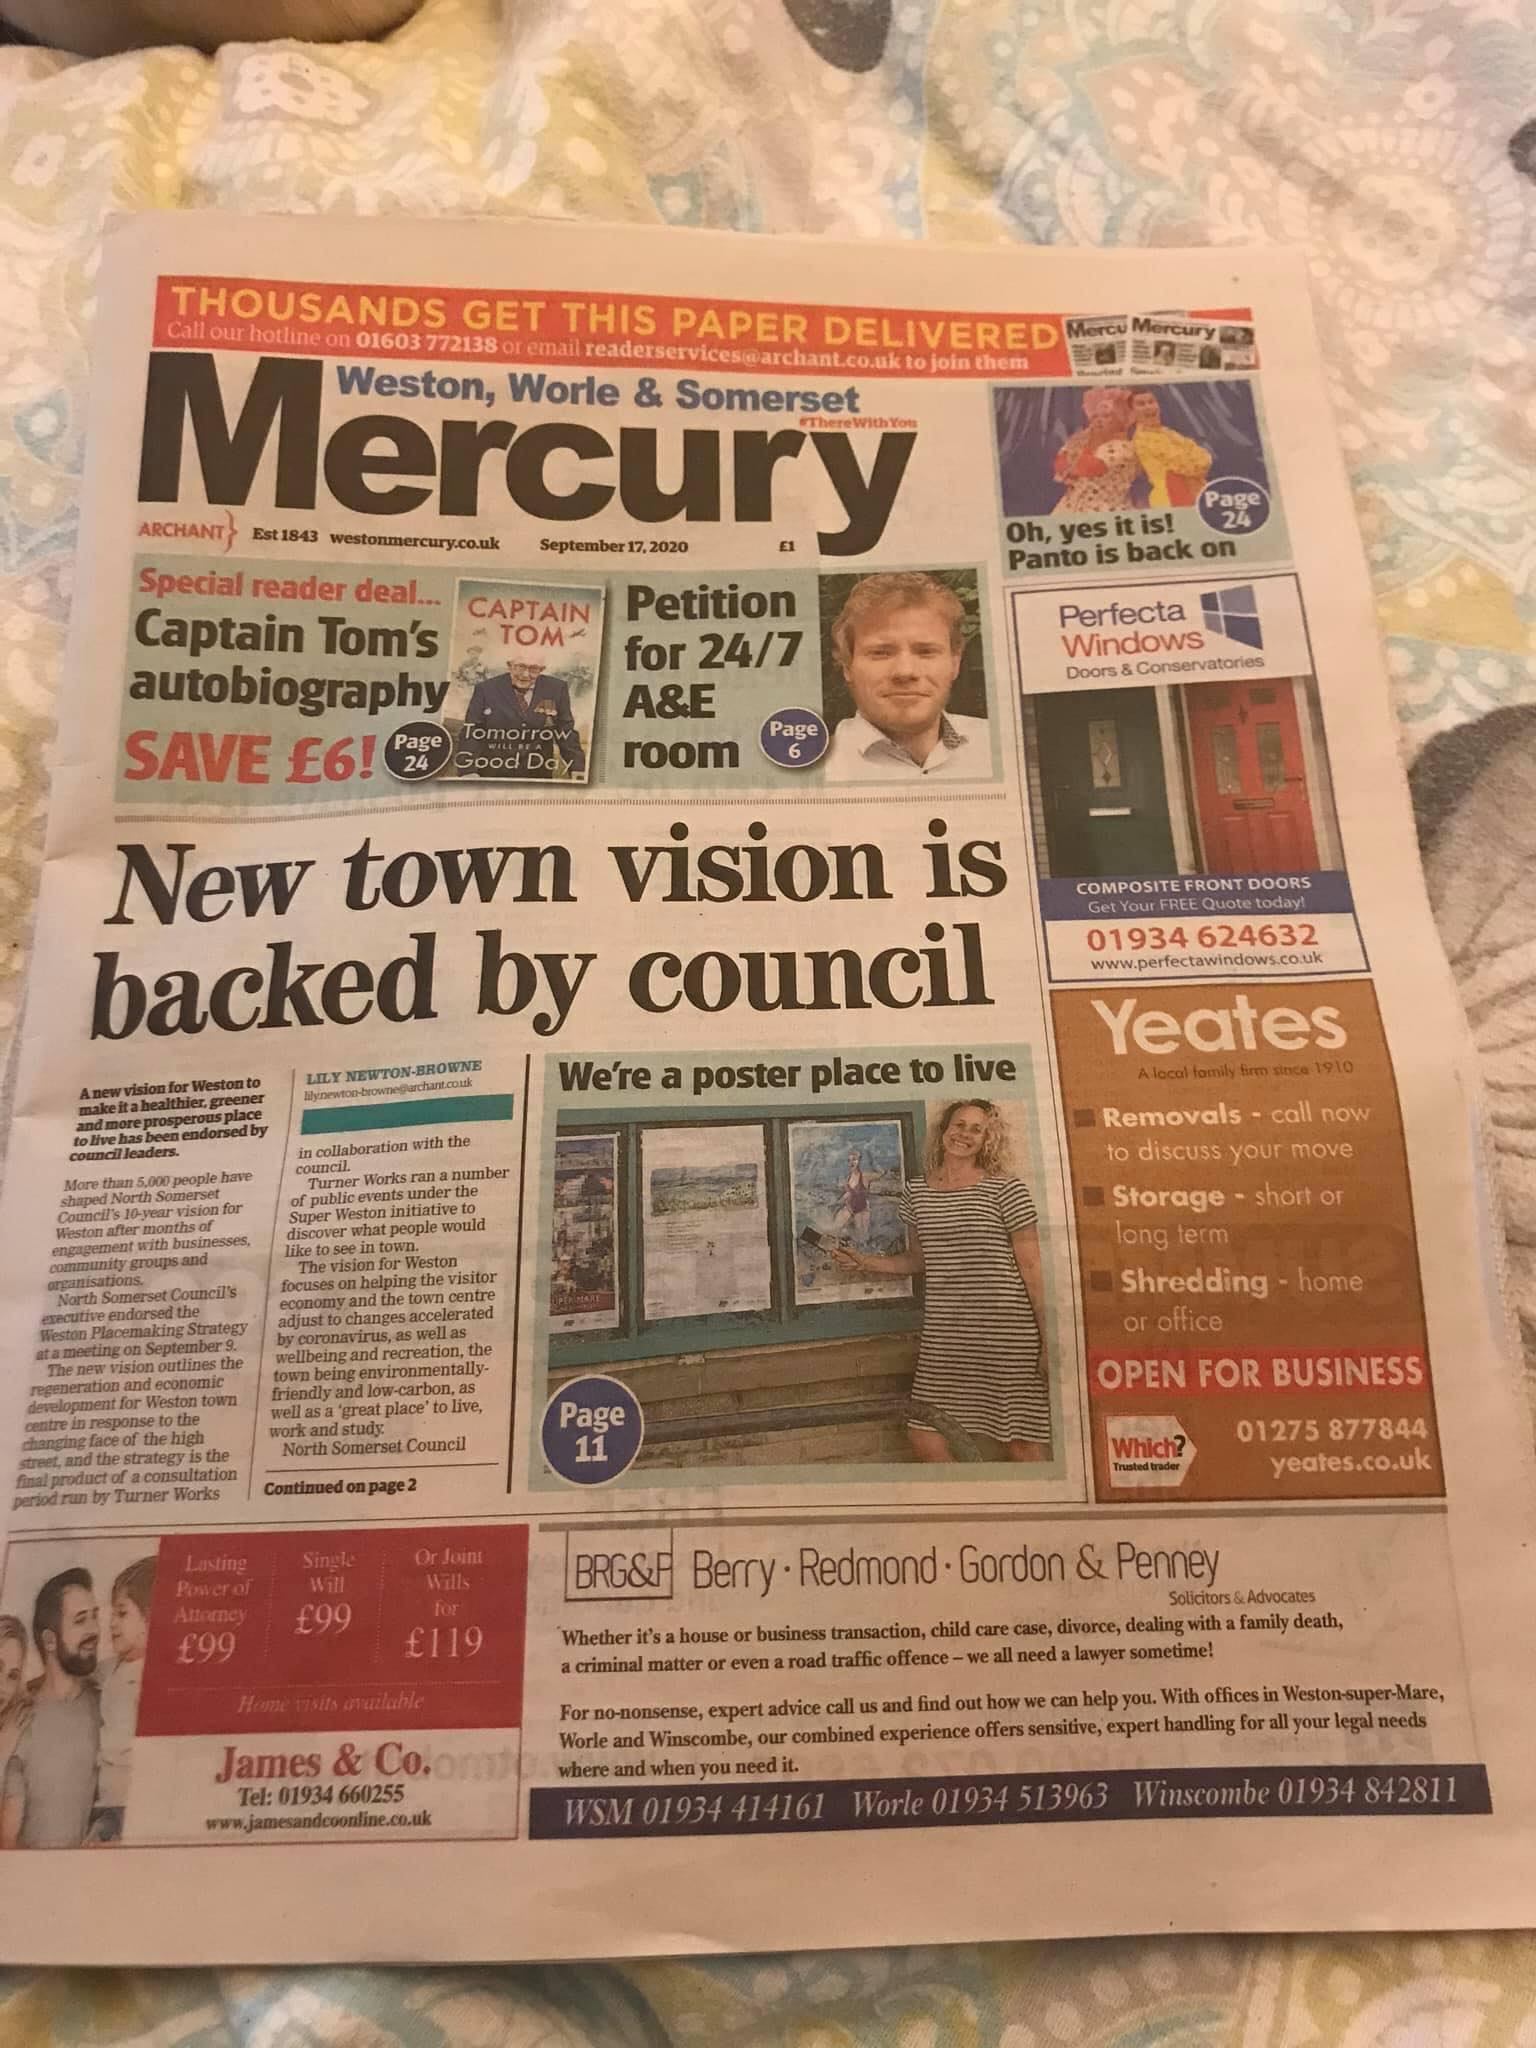 THOUSANDS GET THIS PAPER DELIVERED
Call our hotline on 01603 772138 or email readerservices@archant.co.uk to join them
Mercu Mercury
Weston, Worle & Somerset
#ThereWithYou
Mercury
ARCHANT
Est 1843 westonmercury.co.uk September 17, 2020 £1
Page
24
Oh, yes it is!
Panto is back on
Special reader deal...
Captain Tom's
autobiography
SAVE £6!
Page
24
CAPTAIN
TOM
Tomorrow
WILL BE A
Good Day
Petition
for 24/7
A&E
room
Page
6
Perfecta
Windows
Doors & Conservatories
COMPOSITE FRONT DOORS
Get Your FREE Quote today!
01934 624632
www.perfectawindows.co.uk
New town vision is
backed by council
A new vision for Weston to
make it a healthier, greener
and more prosperous place
to live has been endorsed by
council leaders.
More than 5,000 people have
shaped North Somerset
Council's 10-year vision for
Weston after months of
engagement with businesses,
community groups and
organisations.
North Somerset Council's
executive endorsed the
Weston Placemaking Strategy
at a meeting on September 9.
The new vision outlines the
regeneration and economic
development for Weston town
centre in response to the
changing face of the high
street, and the strategy is the
final product of a consultation
period run by Turner Works
LILY NEWTON-BROWNE
lily.newton-browne@archant.co.uk
in collaboration with the
council.
Turner Works ran a number
of public events under the
Super Weston initiative to
discover what people would
like to see in town.
The vision for Weston
focuses on helping the visitor
economy and the town centre
adjust to changes accelerated
by coronavirus, as well as
wellbeing and recreation, the
town being environmentally-
friendly and low-carbon, as
well as a 'great place' to live,
work and study.
North Somerset Council
Continued on page 2
We're a poster place to live
Page
11
Yeates
A local family firm since 1910
Removals - call now
to discuss your move
Storage - short or
long term
Shredding - home
or office
OPEN FOR BUSINESS
Which?
Trusted trader
01275 877844
yeates.co.uk
Lasting
Power of
Attorney
£99
Single
Will
£99
Or Joint
Wills
for
£119
Home visits available
James & Co.
Tel: 01934 660255
www.jamesandcoonline.co.uk
BRG&P Berry · Redmond · Gordon & Penney
Solicitors & Advocates
Whether it's a house or business transaction, child care case, divorce, dealing with a family death,
a criminal matter or even a road traffic offence – we all need a lawyer sometime!
For no-nonsense, expert advice call us and find out how we can help you. With offices in Weston-super-Mare,
Worle and Winscombe, our combined experience offers sensitive, expert handling for all your legal needs
where and when you need it.
WSM 01934 414161 Worle 01934 513963 Winscombe 01934 842811